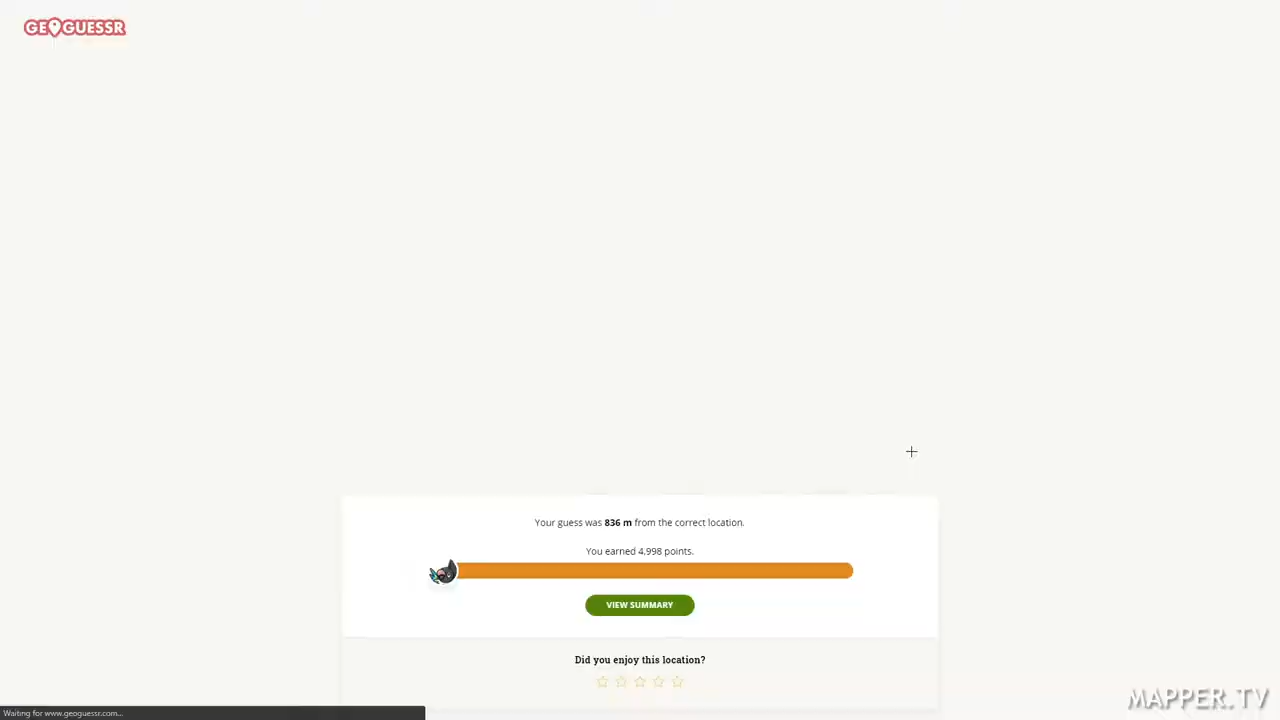 GEOGUESSR
Your guess was 836 m from the correct location.
You earned 4,998 points.
VIEW SUMMARY
Did you enjoy this location?
Waiting for www.geoguessr.com...
MAPPER.TV